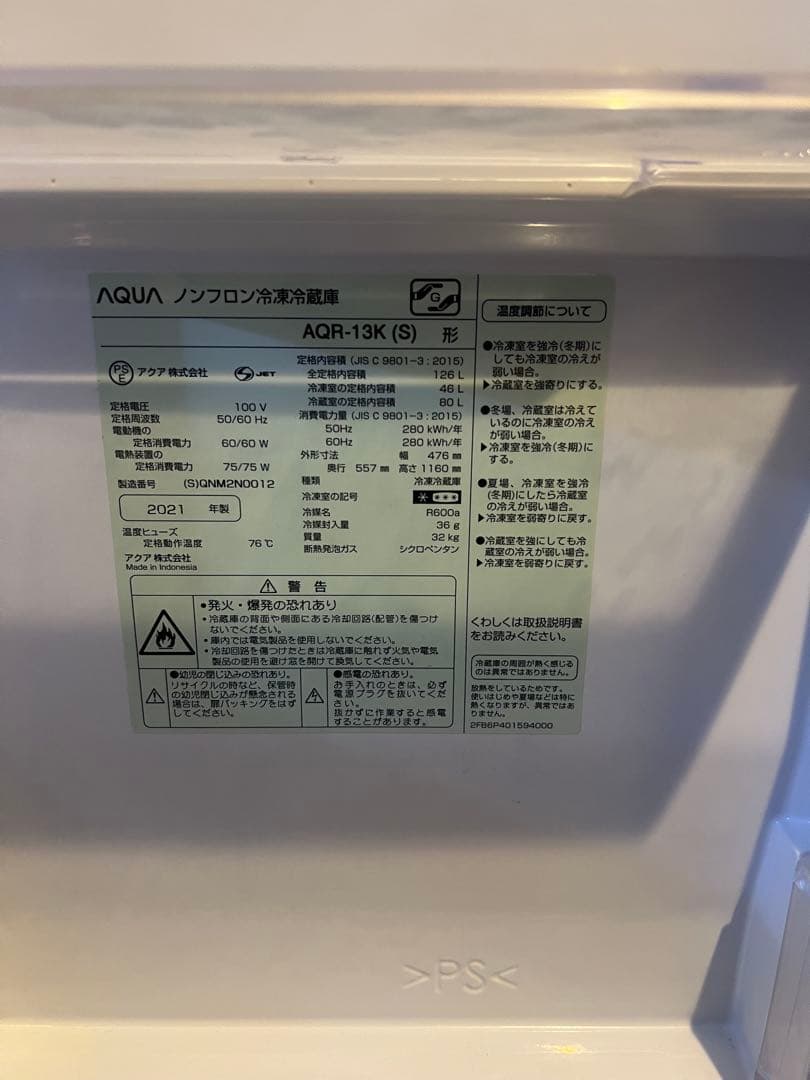 AQUA ノンフロン冷凍冷蔵庫
G
AQR-13K (S) 形
PS
E
アクア 株式会社
S JET
定格電圧 100 V
定格周波数 50/60 Hz
電動機の
定格消費電力 60/60 W
電熱装置の
定格消費電力 75/75 W
製造番号 (S)QNM2N0012
2021 年製
温度ヒューズ
定格動作温度 76℃
アクア 株式会社
Made in Indonesia
定格内容積 (JIS C 9801-3 : 2015)
全定格内容積 126 L
冷凍室の定格内容積 46 L
冷蔵室の定格内容積 80 L
消費電力量 (JIS C 9801-3 : 2015)
50Hz 280 kWh/年
60Hz 280 kWh/年
外形寸法 幅 476 ㎜
奥行 557 ㎜ 高さ 1160 ㎜
種類 冷凍冷蔵庫
冷凍室の記号
冷媒名 R600a
冷媒封入量 36 g
質量 32 kg
断熱発泡ガス シクロペンタン
警 告
•発火・爆発の恐れあり
・冷蔵庫の背面や側面にある冷却回路(配管)を傷つけ
ないでください。
・庫内では電気製品を使用しないでください。
・冷却回路を傷つけたときは冷蔵庫に触れず火気や電気
製品の使用を避け窓を開けて換気してください。
●幼児の閉じ込みの恐れあり。
リサイクルの時など、保管時
の幼児閉じ込みが懸念される
場合は、扉パッキングをはず
してください。
●感電の恐れあり。
お手入れのときは、必ず
電源プラグを抜いてくだ
さい。
抜かずに作業すると感電
することがあります。
温度調節について
●冷凍室を強冷(冬期)に
しても冷凍室の冷えが
弱い場合。
▶冷蔵室を強寄りにする。
●冬場、冷蔵室は冷えて
いるのに冷凍室の冷え
が弱い場合。
▶冷凍室を強冷(冬期)に
する。
●夏場、冷凍室を強冷
(冬期)にしたら冷蔵室
の冷えが弱い場合。
▶冷凍室を弱寄りに戻す。
●冷蔵室を強にしても冷
蔵室の冷えが弱い場合。
▶冷凍室を弱寄りに戻す。
くわしくは取扱説明書
をお読みください。
冷蔵庫の周囲が熱く感じる
のは異常ではありません。
放熱をしているためです。
使いはじめや夏場などは特に
熱くなりますが、異常ではあ
りません。
2FB6P401594000
>PS<